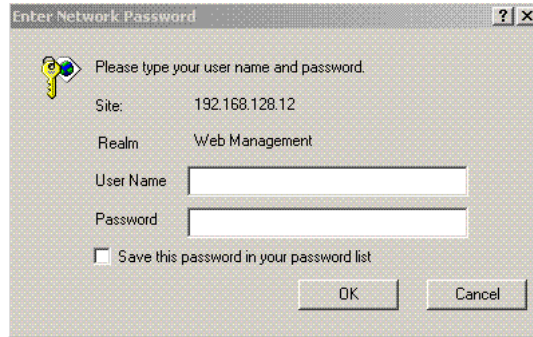 Enter Network Password
Please type your user name and password.
Site: 192.168.128.12
Realm Web Management
User Name
Password
Save this password in your password list
OK Cancel